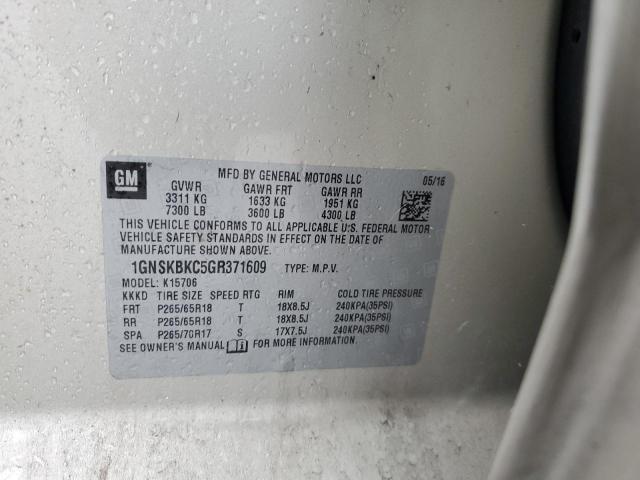 GM
MFD BY GENERAL MOTORS LLC 05/16
GVWR GAWR FRT GAWR RR
3311 KG 1633 KG 1951 KG
7300 LB 3600 LB 4300 LB
THIS VEHICLE CONFORMS TO ALL APPLICABLE U.S. FEDERAL MOTOR
VEHICLE SAFETY STANDARDS IN EFFECT ON THE DATE OF
MANUFACTURE SHOWN ABOVE.
1GNSKBKC5GR371609 TYPE: M.P.V.
MODEL: K15706
KKKD TIRE SIZE SPEED RTG RIM COLD TIRE PRESSURE
FRT P265/65R18 T 18X8.5J 240KPA(35PSI)
RR P265/65R18 T 18X8.5J 240KPA(35PSI)
SPA P265/70R17 S 17X7.5J 240KPA(35PSI)
SEE OWNER'S MANUAL FOR MORE INFORMATION.